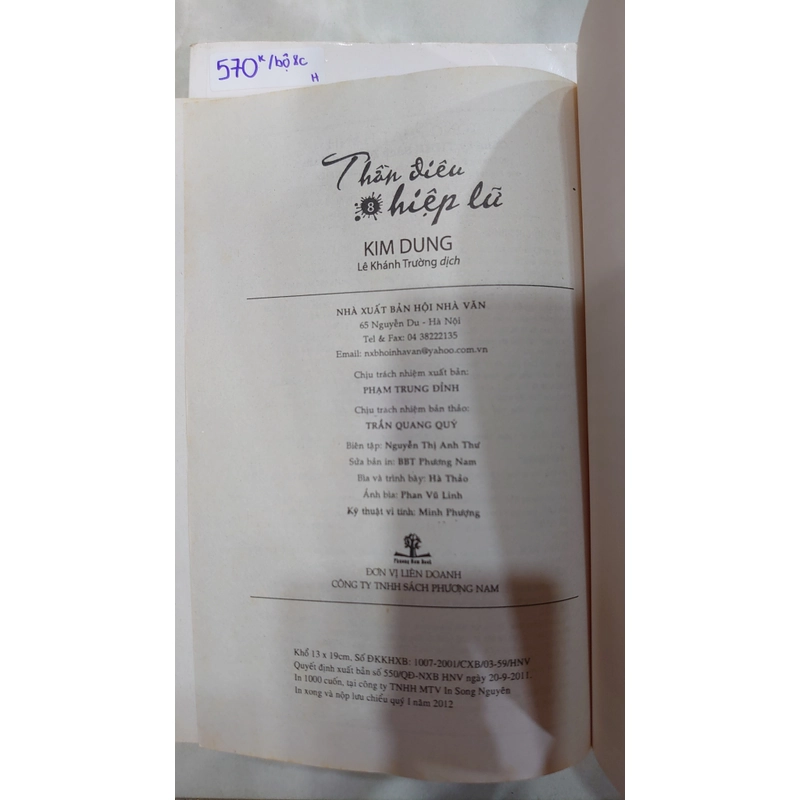 570k/bộ 8c
H
Thần điêu
8 hiệp lữ
KIM DUNG
Lê Khánh Trường dịch
NHÀ XUẤT BẢN HỘI NHÀ VĂN
65 Nguyễn Du - Hà Nội
Tel & Fax: 04 38222135
Email: nxbhoinhavan@yahoo.com.vn
Chịu trách nhiệm xuất bản:
PHẠM TRUNG ĐỈNH
Chịu trách nhiệm bản thảo:
TRẦN QUANG QUÝ
Biên tập: Nguyễn Thị Anh Thư
Sửa bản in: BBT Phương Nam
Bìa và trình bày: Hà Thảo
Ảnh bìa: Phan Vũ Linh
Kỹ thuật vi tính: Minh Phượng
Phuong Nam Book
ĐƠN VỊ LIÊN DOANH
CÔNG TY TNHH SÁCH PHƯƠNG NAM
Khổ 13 x 19cm, Số ĐKKHXB: 1007-2001/CXB/03-59/HNV
Quyết định xuất bản số 550/QĐ-NXB HNV ngày 20-9-2011.
In 1000 cuốn, tại công ty TNHH MTV In Song Nguyên
In xong và nộp lưu chiểu quý I năm 2012